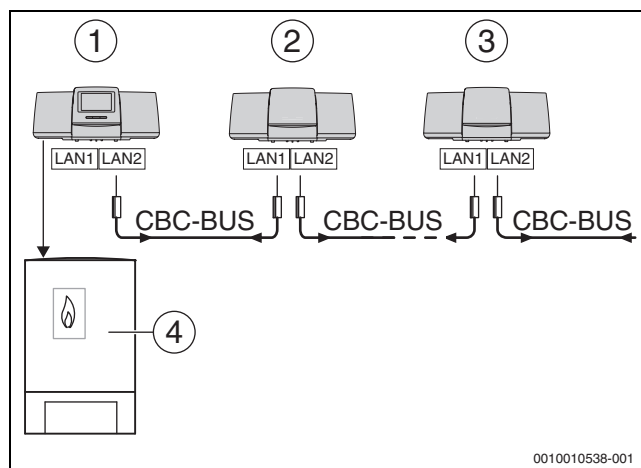 1 2 3
LAN1 LAN2 LAN1 LAN2 LAN1 LAN2
CBC-BUS CBC-BUS CBC-BUS
4
0010010538-001